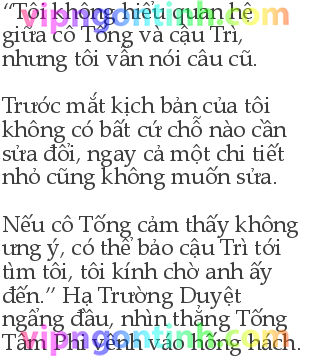 vipngontinh.com
“Tôi không hiểu quan hệ
giữa cô Tống và cậu Trì,
nhưng tôi vẫn nói câu cũ.
Trước mắt kịch bản của tôi
không có bất cứ chỗ nào cần
sửa đổi, ngay cả một chi tiết
nhỏ cũng không muốn sửa.
Nếu cô Tống cảm thấy không
ưng ý, có thể bảo cậu Trì tới
tìm tôi, tôi kính chờ anh ấy
đến.” Hạ Trường Duyệt
ngẩng đầu, nhìn thẳng Tống
Tâm Phi vênh váo hống hách.
vipngontinh.com